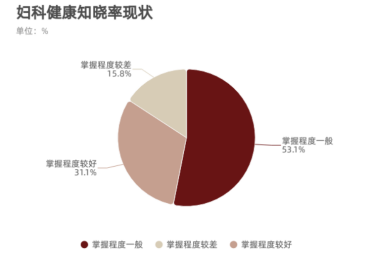 妇科健康知晓率现状
单位：%
掌握程度较差
15.8%
掌握程度一般
53.1%
掌握程度较好
31.1%
掌握程度一般 掌握程度较差 掌握程度较好